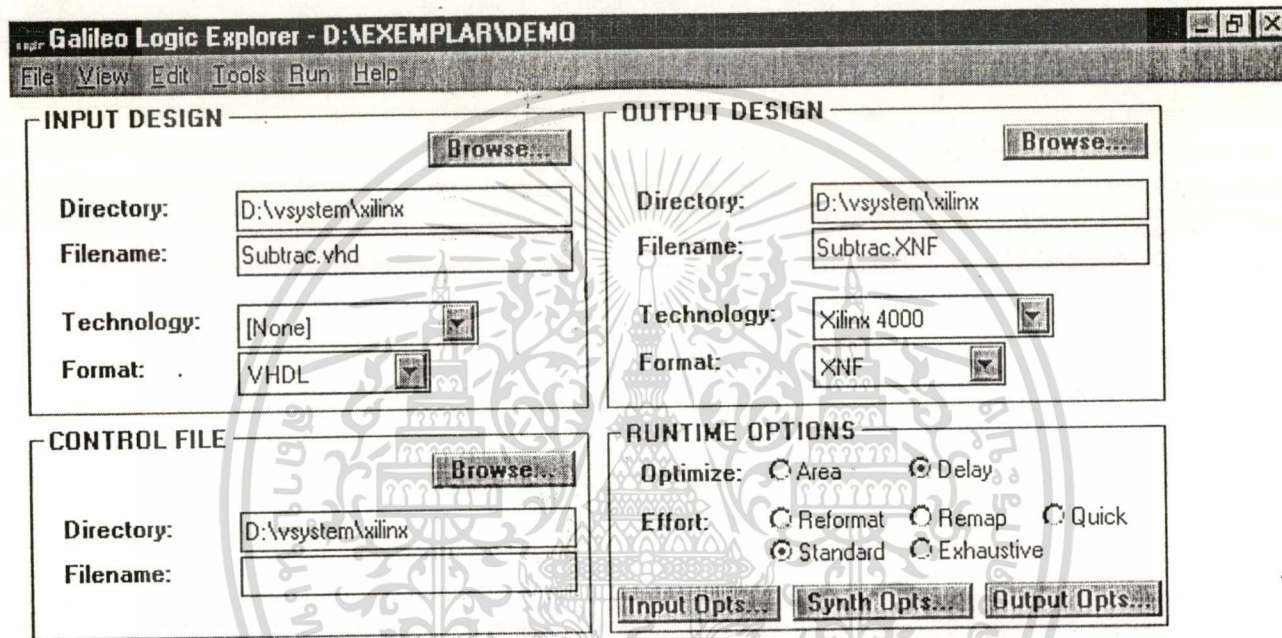 Galileo Logic Explorer - D:\EXEMPLAR\DEMO
File View Edit Tools Run Help
INPUT DESIGN
Browse...
Directory: D:\vsystem\xilinx
Filename: Subtrac.vhd
Technology: [None]
Format: VHDL
OUTPUT DESIGN
Browse...
Directory: D:\vsystem\xilinx
Filename: Subtrac.XNF
Technology: Xilinx 4000
Format: XNF
CONTROL FILE
Browse...
Directory: D:\vsystem\xilinx
Filename:
RUNTIME OPTIONS
Optimize: Area Delay
Effort: Reformat Remap Quick
Standard Exhaustive
Input Opts... Synth Opts... Output Opts...